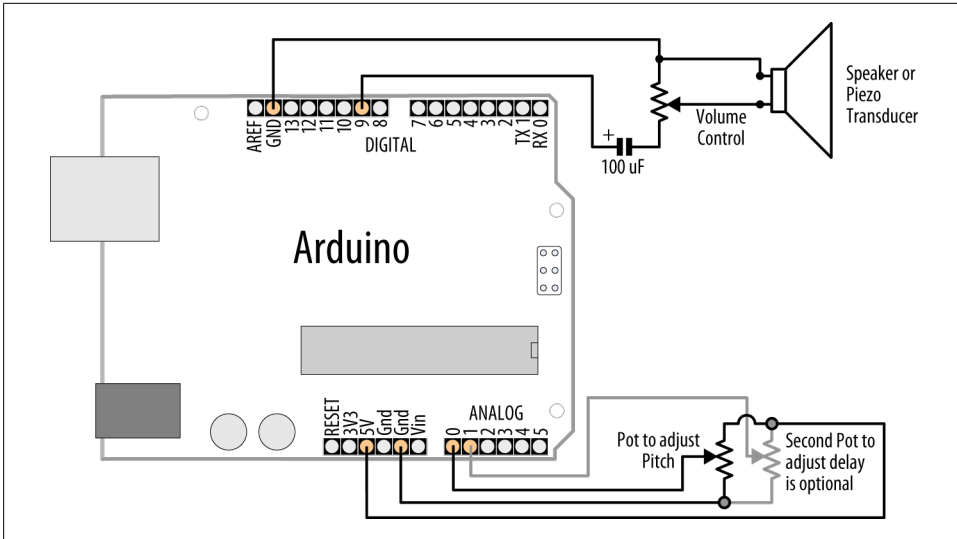 Speaker or
Piezo
Transducer
Volume
Control
+
100 uF
AREF
GND
13
12
11
10
9
8
7
6
5
4
3
2
TX 1
RX 0
DIGITAL
Arduino
RESET
3V3
5V
Gnd
Gnd
Vin
ANALOG
0
1
2
3
4
5
Pot to adjust
Pitch
Second Pot to
adjust delay
is optional